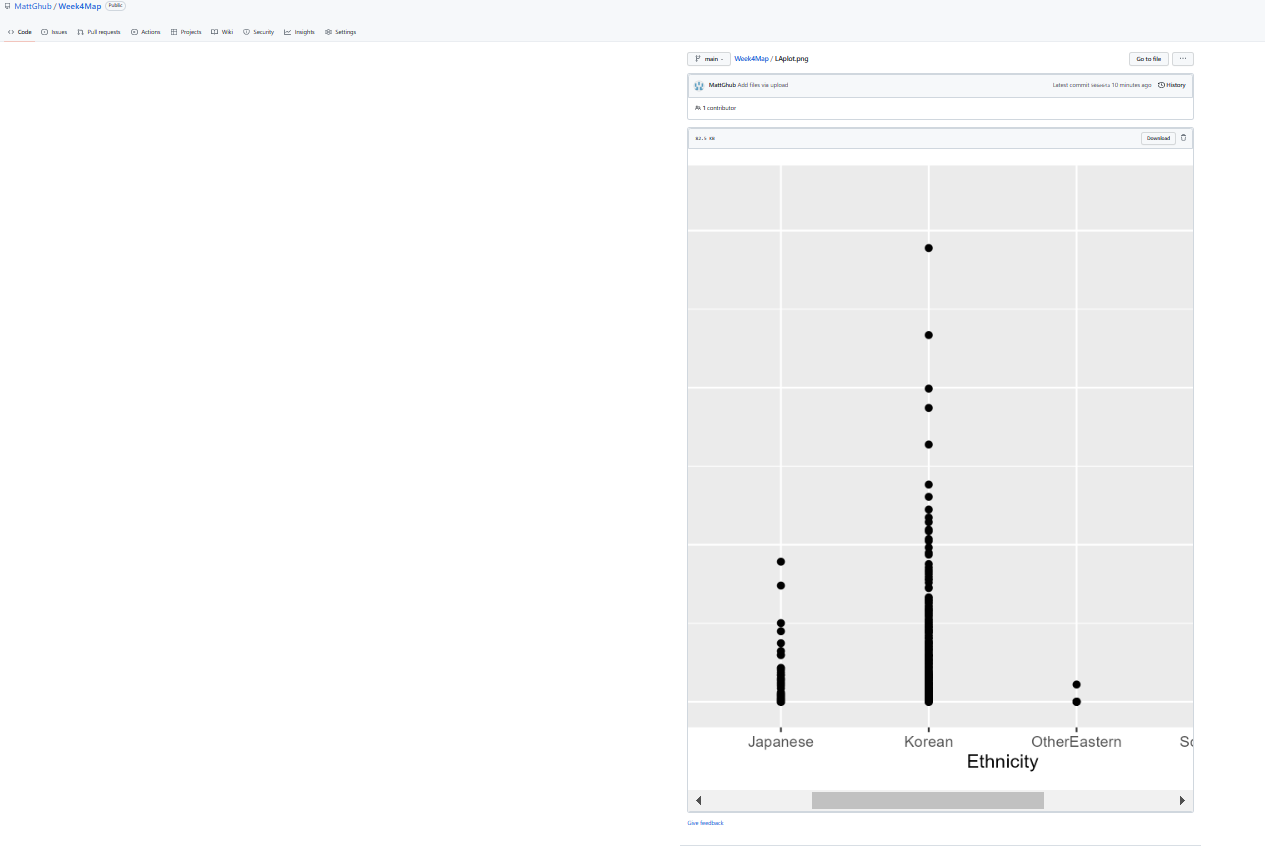 MattGhub / Week4Map Public
Code Issues Pull requests Actions Projects Wiki Security Insights Settings
main Week4Map / LAplot.png Go to file ...
MattGhub Add files via upload Latest commit 10 minutes ago History
1 contributor
82.5 KB Download
Japanese Korean OtherEastern
Ethnicity
Give feedback